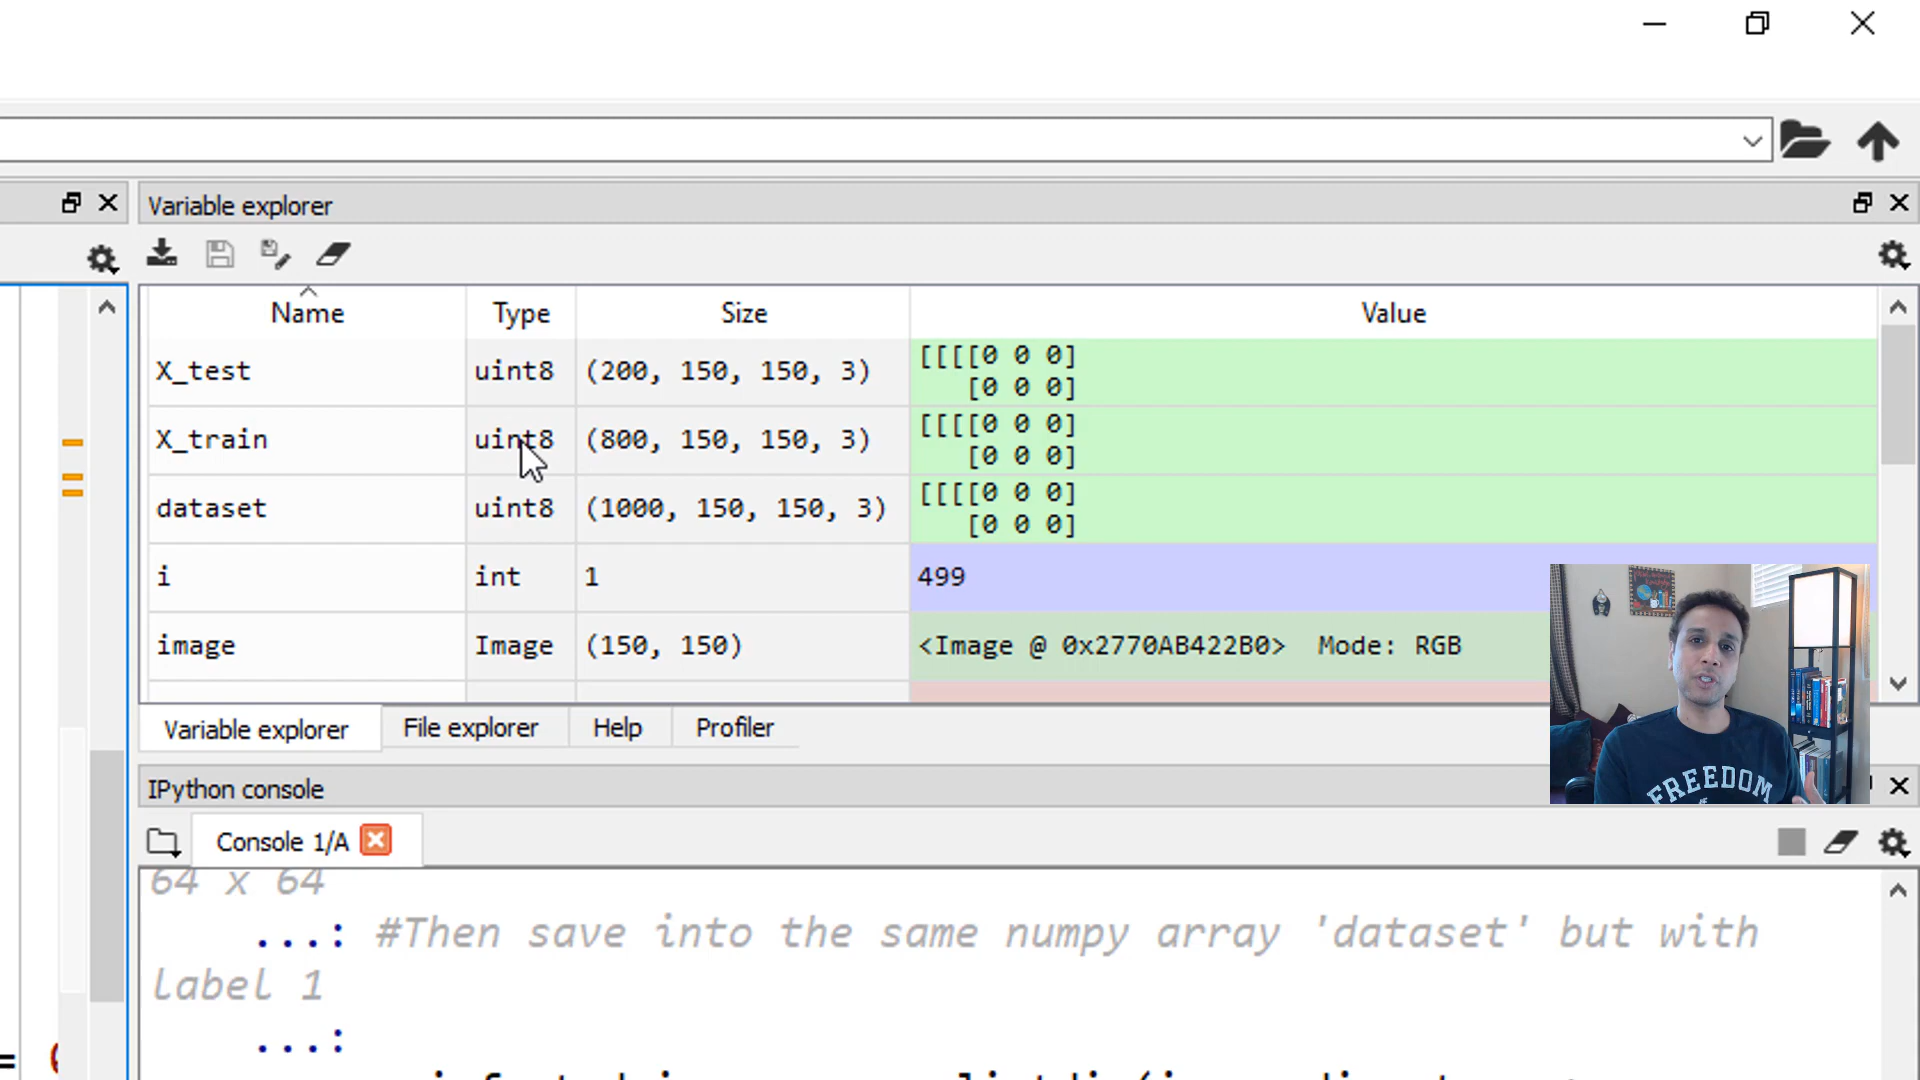 Variable explorer
Name Type Size Value
X_test uint8 (200, 150, 150, 3) [[[[0 0 0]
[0 0 0]
X_train uint8 (800, 150, 150, 3) [[[[0 0 0]
[0 0 0]
dataset uint8 (1000, 150, 150, 3) [[[[0 0 0]
[0 0 0]
i int 1 499
image Image (150, 150) <Image @ 0x2770AB422B0> Mode: RGB
Variable explorer File explorer Help Profiler
FREEDOM
IPython console
Console 1/A
64 x 64
...: #Then save into the same numpy array 'dataset' but with
label 1
...:
=